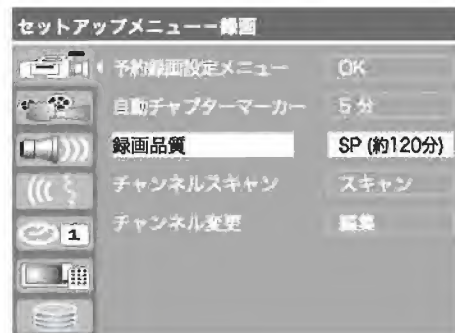 セットアップメニューー録画
予約録画設定メニュー OK
自動チャプターマーカー 5分
録画品質 SP (約120分)
チャンネルスキャン スキャン
チャンネル変更 編集
1